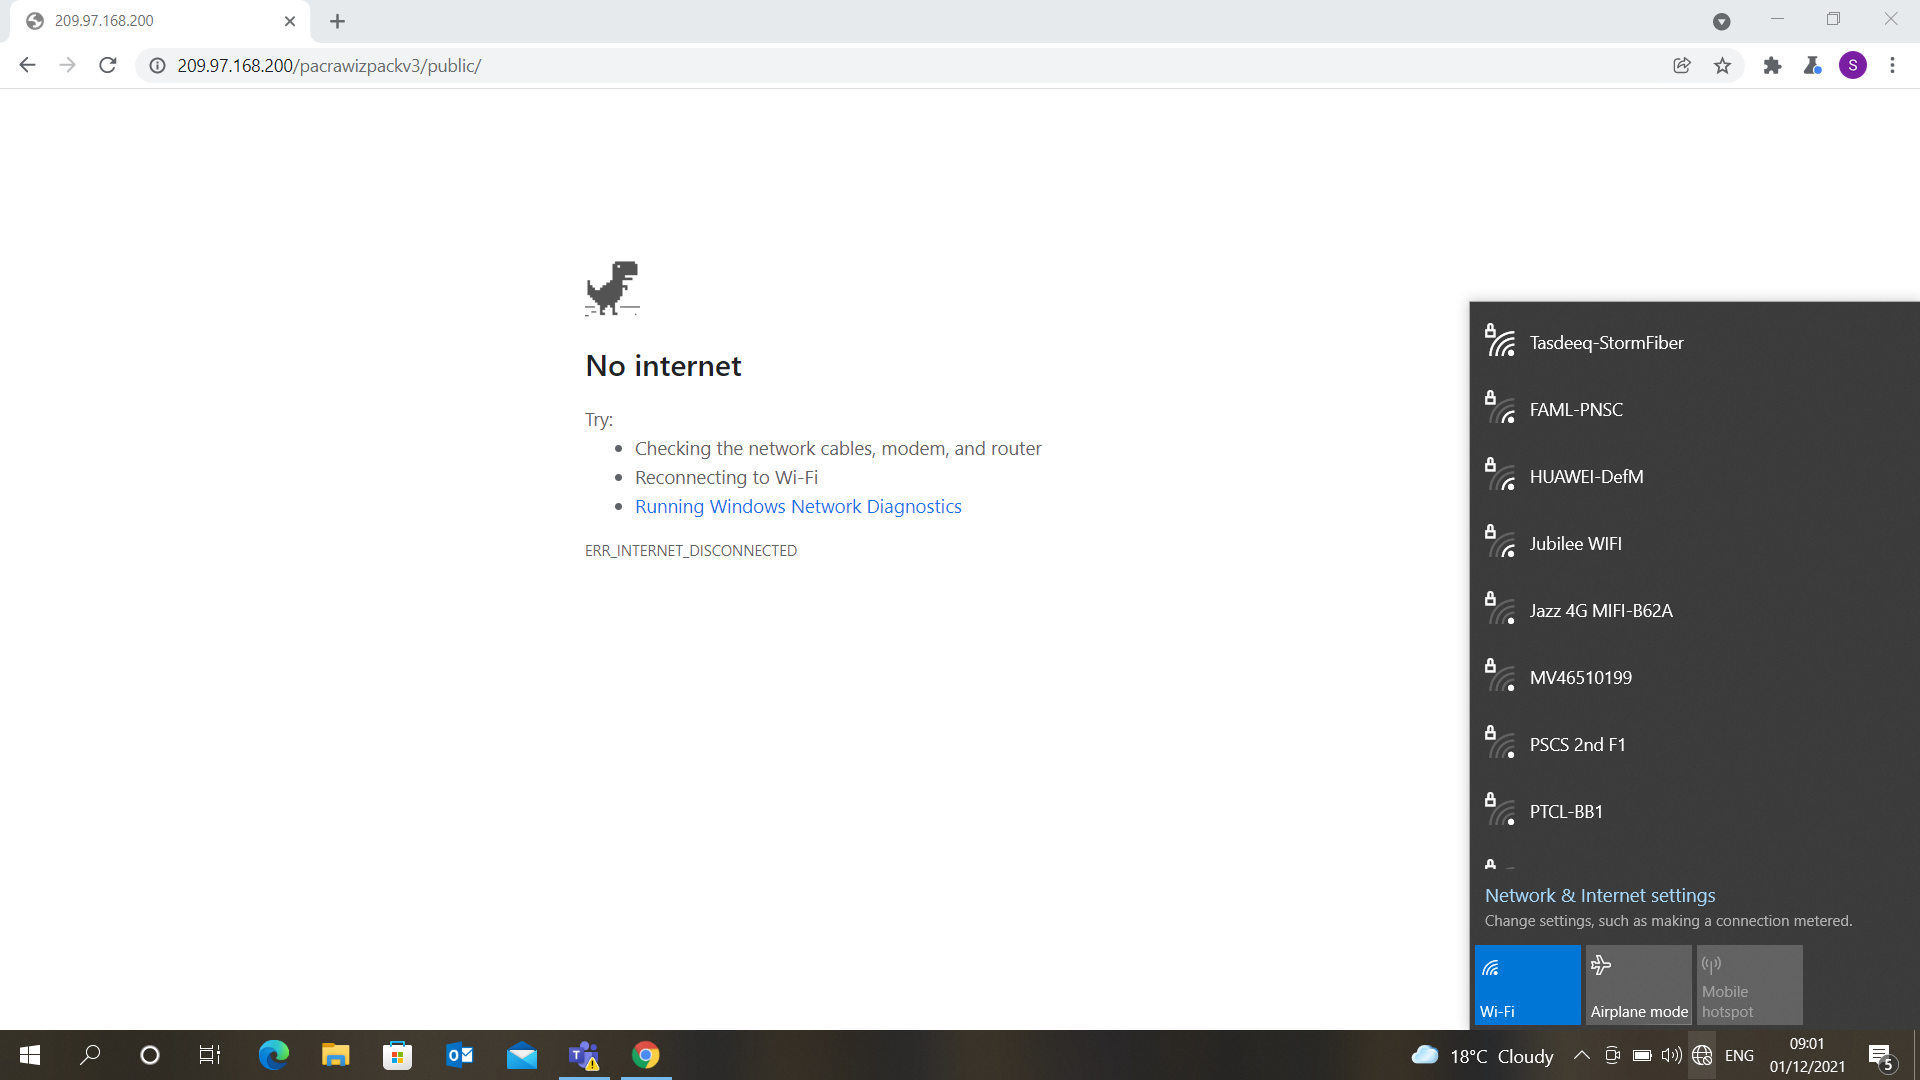 209.97.168.200
209.97.168.200/pacrawizpackv3/public/
S
No internet
Try:
Checking the network cables, modem, and router
Reconnecting to Wi-Fi
Running Windows Network Diagnostics
ERR_INTERNET_DISCONNECTED
Tasdeeq-StormFiber
FAML-PNSC
HUAWEI-DefM
Jubilee WIFI
Jazz 4G MIFI-B62A
MV46510199
PSCS 2nd F1
PTCL-BB1
Network & Internet settings
Change settings, such as making a connection metered.
Wi-Fi
Airplane mode
Mobile
hotspot
18°C Cloudy
ENG
09:01
01/12/2021
5